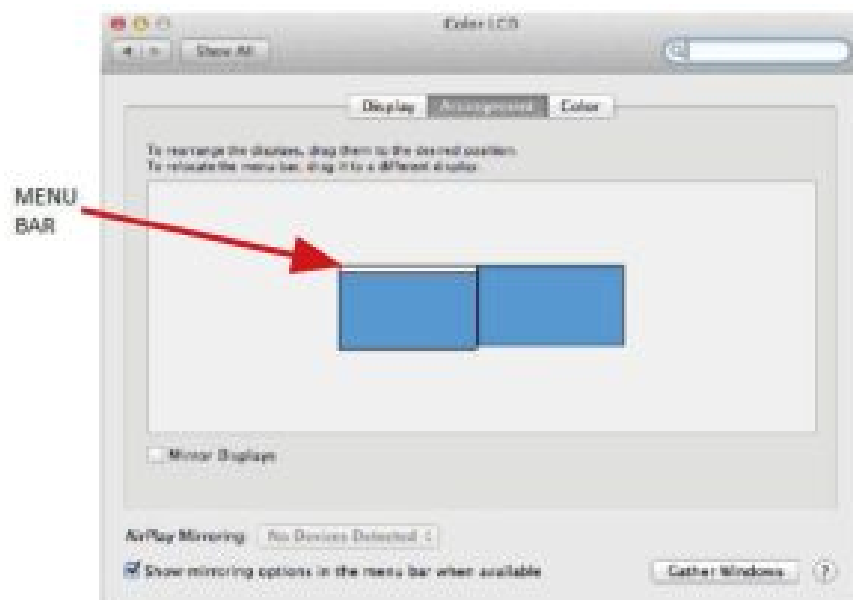 Color LCD
Show All
Display Arrangement Color
To rearrange the displays, drag them to the desired position.
To relocate the menu bar, drag it to a different display.
MENU
BAR
Mirror Displays
AirPlay Mirroring: No Devices Detected
Show mirroring options in the menu bar when available
Gather Windows ?